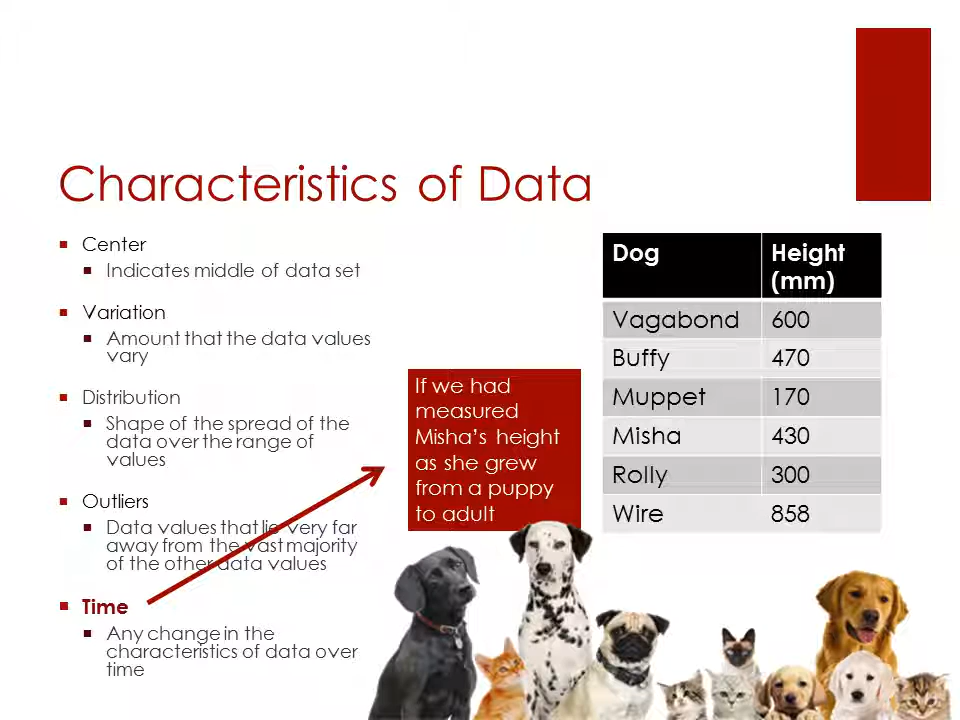 Characteristics of Data
Center
Indicates middle of data set
Variation
Amount that the data values
vary
Distribution
Shape of the spread of the
data over the range of
values
Outliers
Data values that lie very far
away from the vast majority
of the other data values
Time
Any change in the
characteristics of data over
time
If we had
measured
Misha's height
as she grew
from a puppy
to adult
Dog Height
(mm)
Vagabond 600
Buffy 470
Muppet 170
Misha 430
Rolly 300
Wire 858